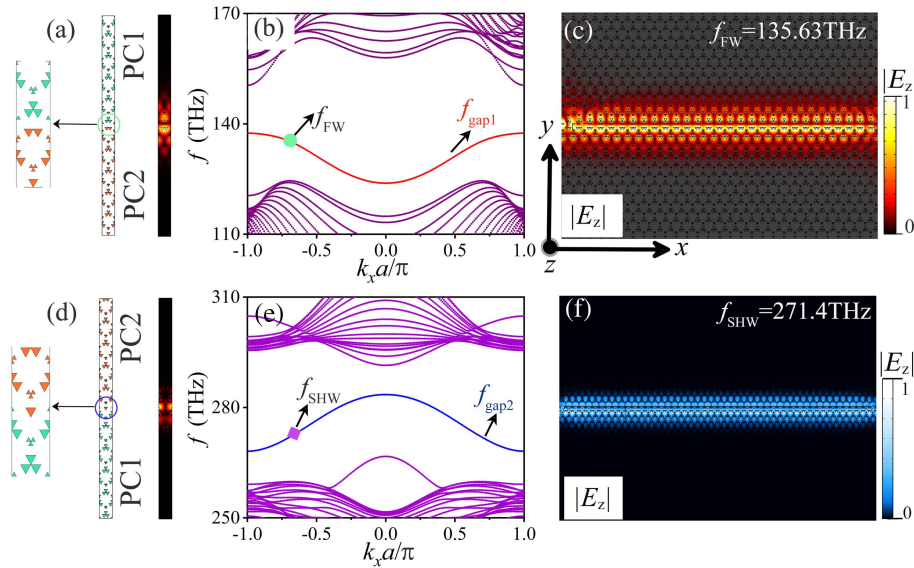 (a)
PC1
PC2
(b)
170
140
110
f (THz)
f_FW
f_gap1
-1.0 -0.5 0.0 0.5 1.0
k_x a/π
(c)
f_FW=135.63THz
|E_z|
y
x
z
|E_z
1
0
(d)
PC2
PC1
(e)
310
280
250
f (THz)
f_SHW
f_gap2
-1.0 -0.5 0.0 0.5 1.0
k_x a/π
(f)
f_SHW=271.4THz
|E_z|
|E_z|
1
0